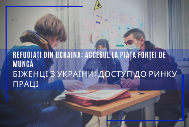 REFUGIAȚI DIN UCRAINA: ACCESUL LA PIAȚA FORȚEI DE
MUNCĂ
БІЖЕНЦІ З УКРАЇНИ: ДОСТУП ДО РИНКУ
ПРАЦІ